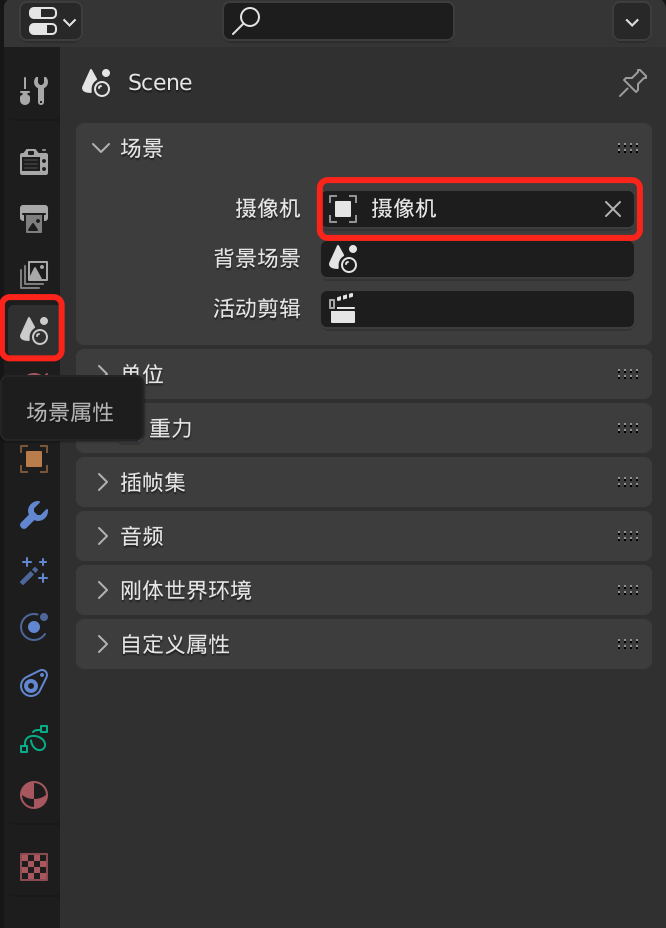 Scene
场景
摄像机
摄像机
背景场景
活动剪辑
单位
场景属性
重力
插帧集
音频
刚体世界环境
自定义属性